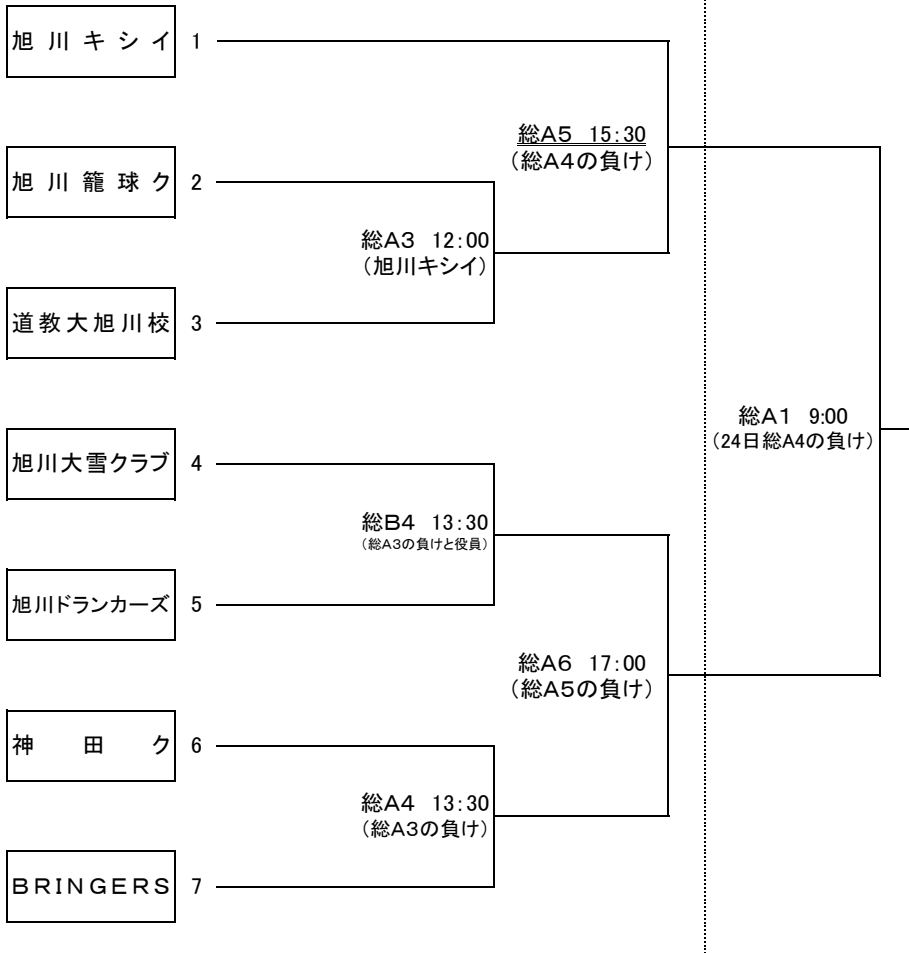 旭川キシイ 1
総A5 15:30
（総A4の負け）
旭川籠球ク 2
総A3 12:00
（旭川キシイ）
道教大旭川校 3
総A1 9:00
（24日総A4の負け）
旭川大雪クラブ 4
総B4 13:30
（総A3の負けと役員）
旭川ドランカーズ 5
総A6 17:00
（総A5の負け）
神田ク 6
総A4 13:30
（総A3の負け）
BRINGERS 7